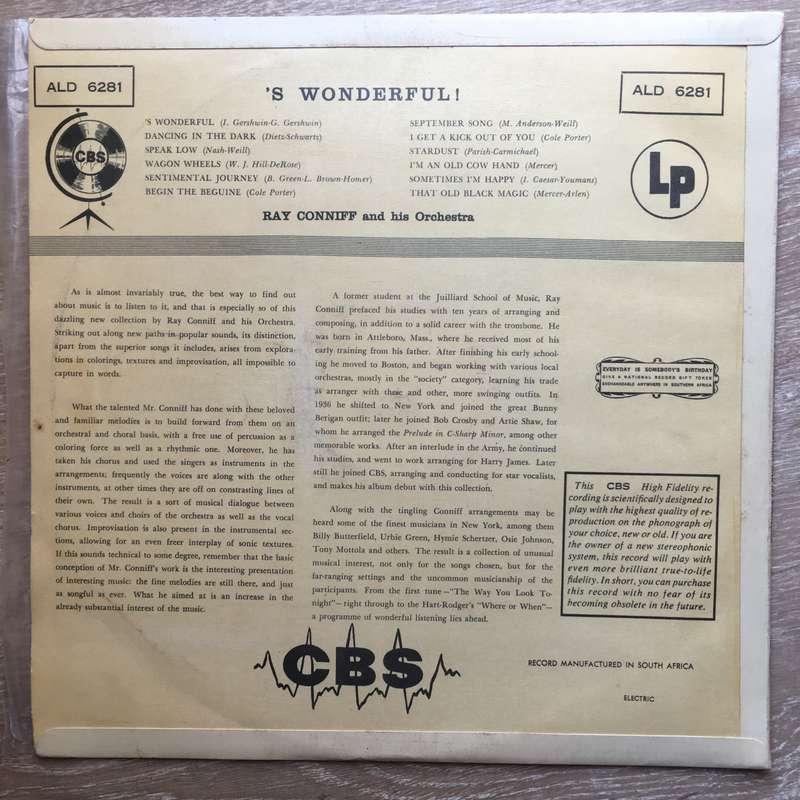 ALD 6281
'S WONDERFUL!
ALD 6281
CBS
'S WONDERFUL (I. Gershwin-G. Gershwin)
DANCING IN THE DARK (Dietz-Schwartz)
SPEAK LOW (Nash-Weill)
WAGON WHEELS (W. J. Hill-DeRose)
SENTIMENTAL JOURNEY (B. Green-L. Brown-Homer)
BEGIN THE BEGUINE (Cole Porter)
SEPTEMBER SONG (M. Anderson-Weill)
I GET A KICK OUT OF YOU (Cole Porter)
STARDUST (Parish-Carmichael)
I'M AN OLD COW HAND (Mercer)
SOMETIMES I'M HAPPY (I. Caesar-Youmans)
THAT OLD BLACK MAGIC (Mercer-Arlen)
Lp
RAY CONNIFF and his Orchestra
As is almost invariably true, the best way to find out
about music is to listen to it, and that is especially so of this
dazzling new collection by Ray Conniff and his Orchestra.
Striking out along new paths in popular sounds, its distinction,
apart from the superior songs it includes, arises from explora-
tions in colorings, textures and improvisation, all impossible to
capture in words.
What the talented Mr. Conniff has done with these beloved
and familiar melodies is to build forward from them on an
orchestral and choral basis, with a free use of percussion as a
coloring force as well as a rhythmic one. Moreover, he has
taken his chorus and used the singers as instruments in the
arrangements; frequently the voices are along with the other
instruments, at other times they are off on constrasting lines of
their own. The result is a sort of musical dialogue between
various voices and choirs of the orchestra as well as the vocal
chorus. Improvisation is also present in the instrumental sec-
tions, allowing for an even freer interplay of sonic textures.
If this sounds technical to some degree, remember that the basic
conception of Mr. Conniff's work is the interesting presentation
of interesting music: the fine melodies are still there, and just
as songful as ever. What he aimed at is an increase in the
already substantial interest of the music.
A former student at the Juilliard School of Music, Ray
Conniff prefaced his studies with ten years of arranging and
composing, in addition to a solid career with the trombone. He
was born in Attleboro, Mass., where he received most of his
early training from his father. After finishing his early school-
ing he moved to Boston, and began working with various local
orchestras, mostly in the "society" category, learning his trade
as arranger with these and other, more swinging outfits. In
1936 he shifted to New York and joined the great Bunny
Berigan outfit; later he joined Bob Crosby and Artie Shaw, for
whom he arranged the Prelude in C-Sharp Minor, among other
memorable works. After an interlude in the Army, he continued
his studies, and went to work arranging for Harry James. Later
still he joined CBS, arranging and conducting for star vocalists,
and makes his album debut with this collection.
Along with the tingling Conniff arrangements may be
heard some of the finest musicians in New York, among them
Billy Butterfield, Urbie Green, Hymie Schertzer, Osie Johnson,
Tony Mottola and others. The result is a collection of unusual
musical interest, not only for the songs chosen, but for the
far-ranging settings and the uncommon musicianship of the
participants. From the first tune—"The Way You Look To-
night"—right through to the Hart-Rodger's "Where or When"—
a programme of wonderful listening lies ahead.
EVERYDAY IS SOMEBODY'S BIRTHDAY
GIVE A NATIONAL RECORD GIFT TOKEN
EXCHANGEABLE ANYWHERE IN SOUTHERN AFRICA
This CBS High Fidelity re-
cording is scientifically designed to
play with the highest quality of re-
production on the phonograph of
your choice, new or old. If you are
the owner of a new stereophonic
system, this record will play with
even more brilliant true-to-life
fidelity. In short, you can purchase
this record with no fear of its
becoming obsolete in the future.
CBS
RECORD MANUFACTURED IN SOUTH AFRICA
ELECTRIC